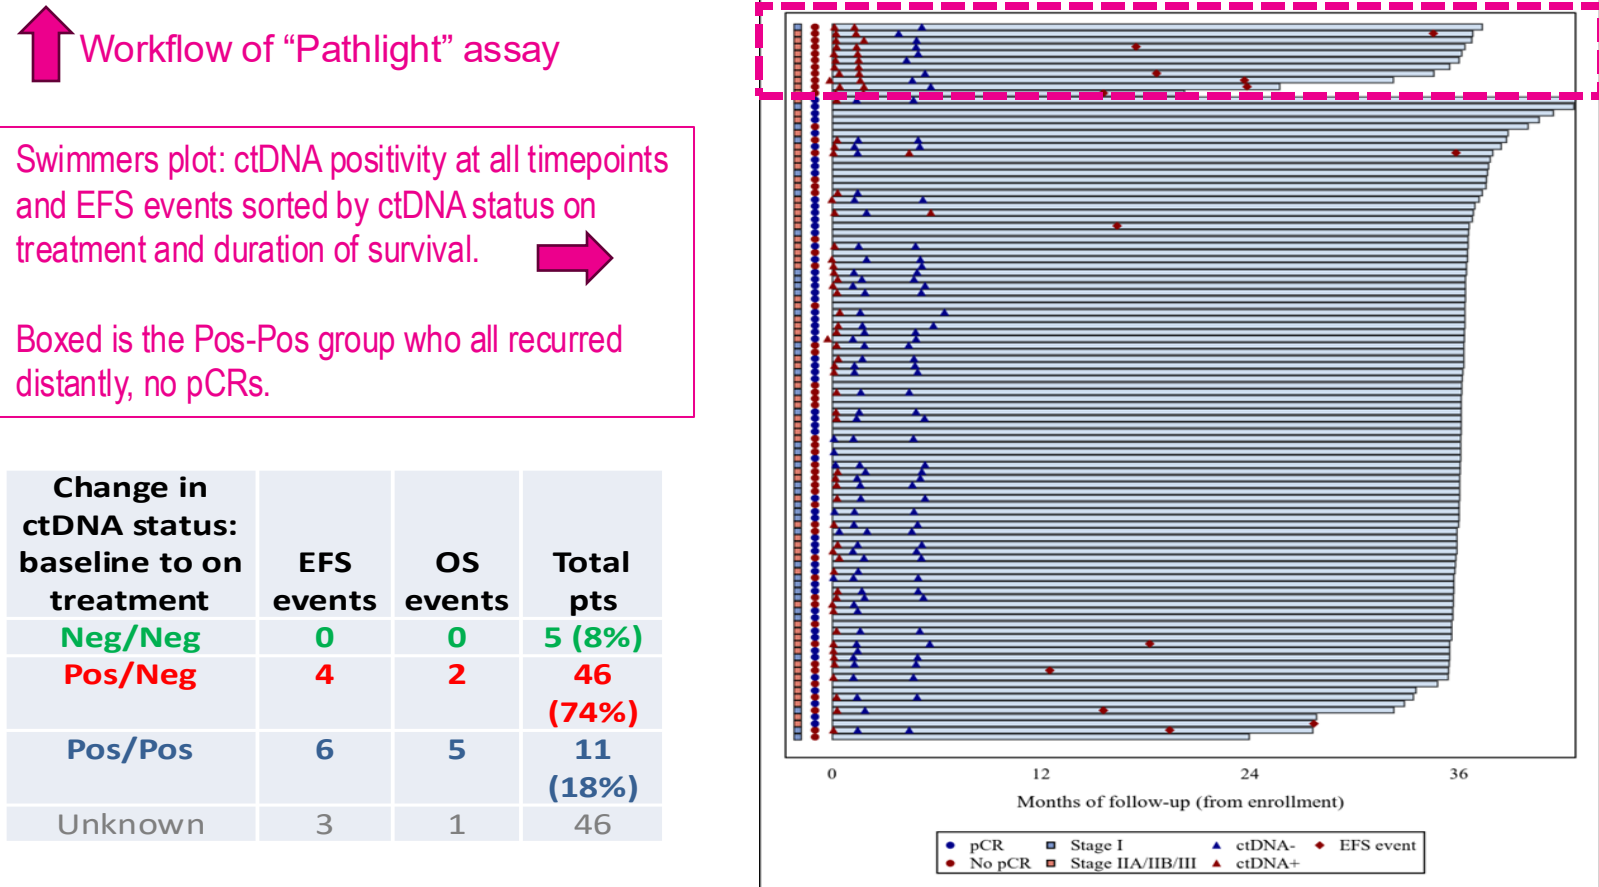 Workflow of “Pathlight” assay
Swimmers plot: ctDNA positivity at all timepoints
and EFS events sorted by ctDNA status on
treatment and duration of survival.
Boxed is the Pos-Pos group who all recurred
distantly, no pCRs.
Change in
ctDNA status:
baseline to on
treatment
EFS
events
OS
events
Total
pts
Neg/Neg 0 0 5 (8%)
Pos/Neg 4 2 46
(74%)
Pos/Pos 6 5 11
(18%)
Unknown 3 1 46
0 12 24 36
Months of follow-up (from enrollment)
pCR Stage I ctDNA- EFS event
No pCR Stage IIA/IIB/III ctDNA+